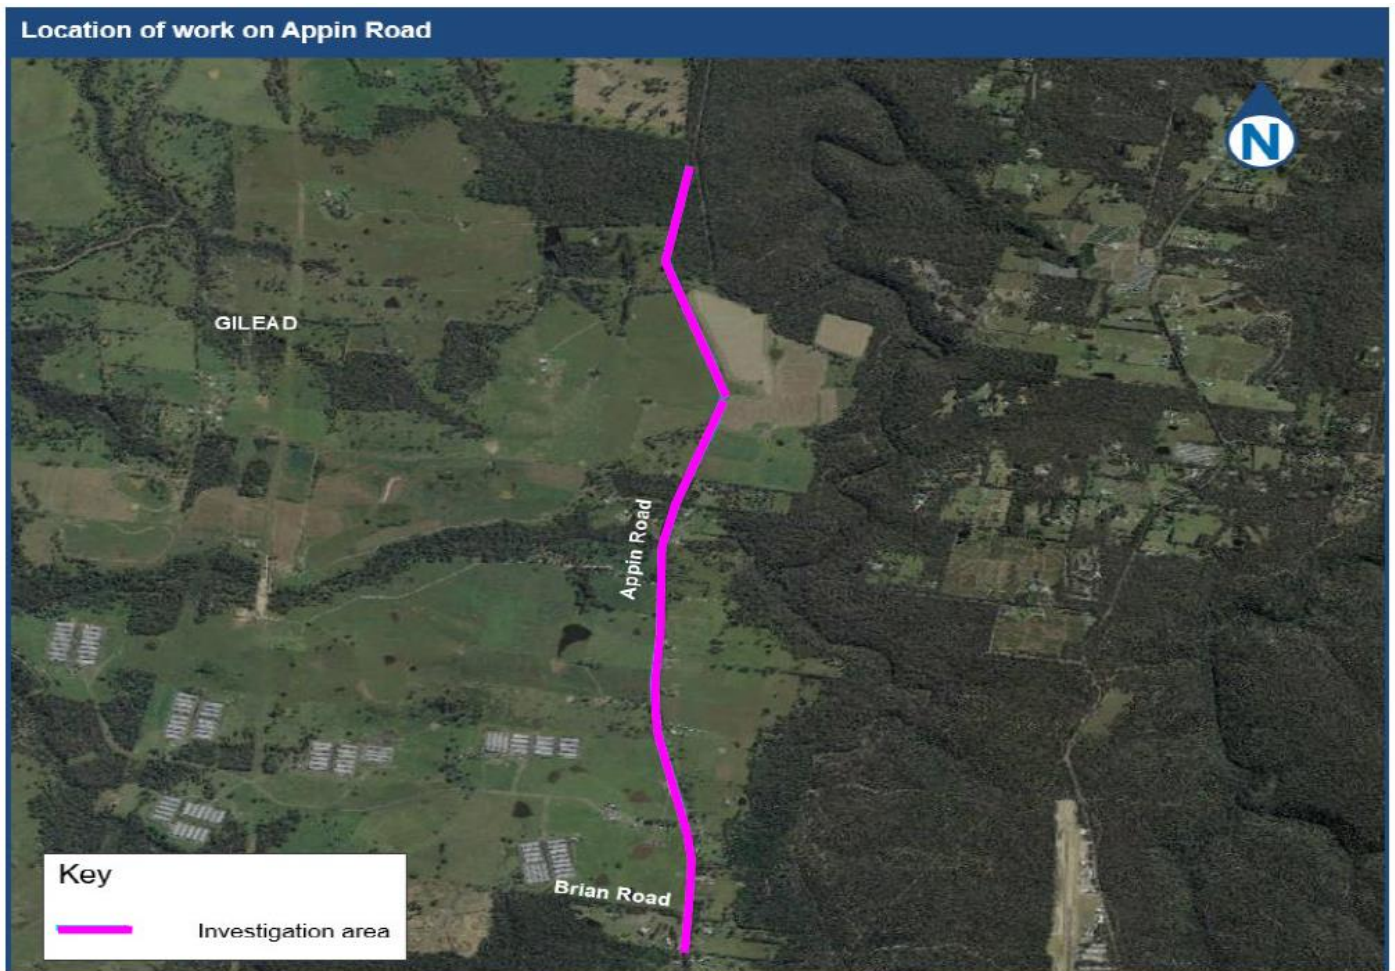 Location of work on Appin Road
N
GILEAD
Appin Road
Brian Road
Key
Investigation area